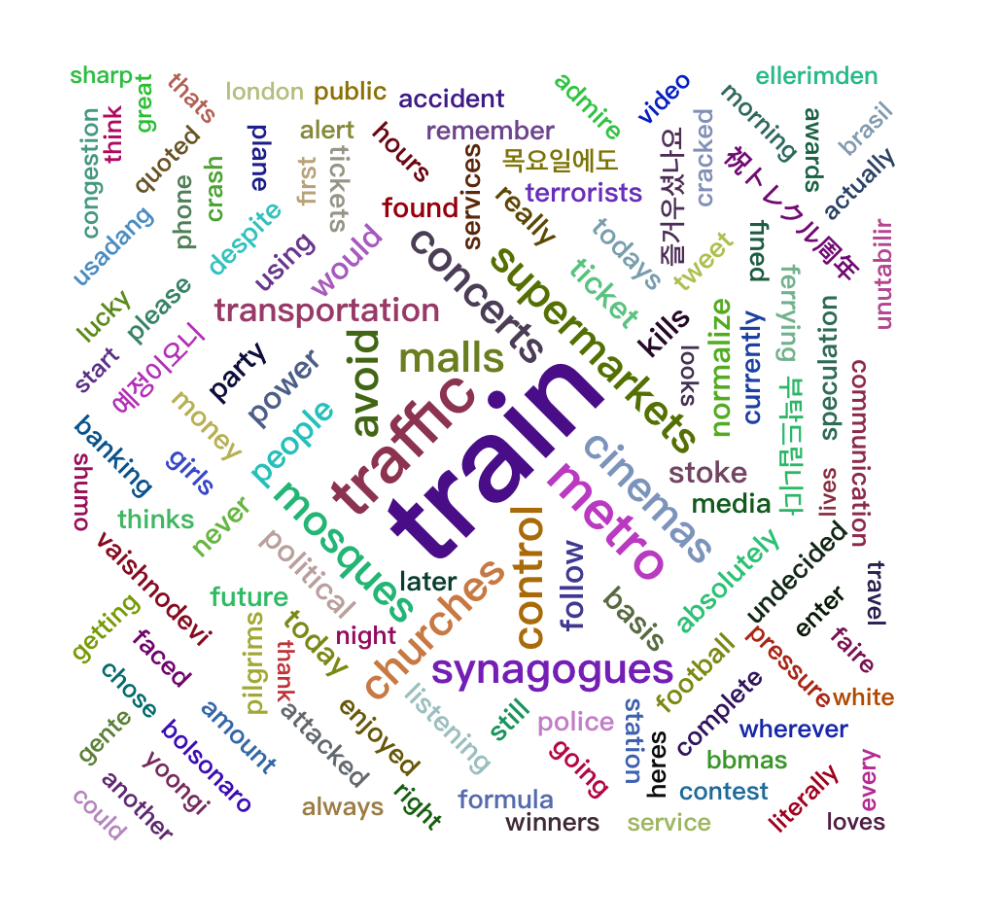 sharp
great
thats
london
public
accident
admire
video
ellerimden
congestion
think
quoted
plane
alert
hours
remember
cracked
morning
awards
brasil
crash
first
tickets
services
목요일에도
즐거우셨나요
祝トレクル周年
actually
phone
despite
found
really
terrorists
usadang
using
would
concerts
supermarkets
todays
tweet
fined
unutabilir
lucky
please
transportation
ticket
kills
normalize
ferrying
speculation
start
예정이오니
party
power
avoid
malls
looks
currently
부탁드립니다
communication
banking
money
people
traffic
train
cinemas
stoke
shuno
girls
metro
media
lives
thinks
never
mosques
control
vaishnodevi
political
later
follow
absolutely
undecided
travel
getting
future
churches
basis
enter
faced
pilgrims
today
night
synagogues
football
pressure
faire
chose
thank
listening
white
gente
amount
attacked
enjoyed
still
police
station
complete
wherever
bolsonaro
going
heres
bbmas
yoongi
always
right
formula
contest
literally
every
could
another
winners
service
loves